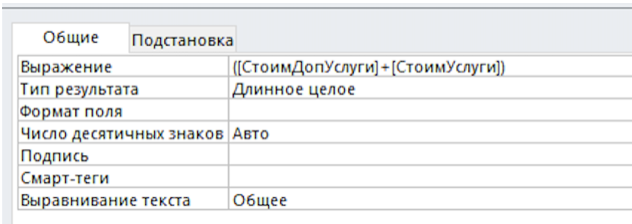 Общие Подстановка
Выражение ([СтоимДопУслуги]+[СтоимУслуги])
Тип результата Длинное целое
Формат поля
Число десятичных знаков Авто
Подпись
Смарт-теги
Выравнивание текста Общее